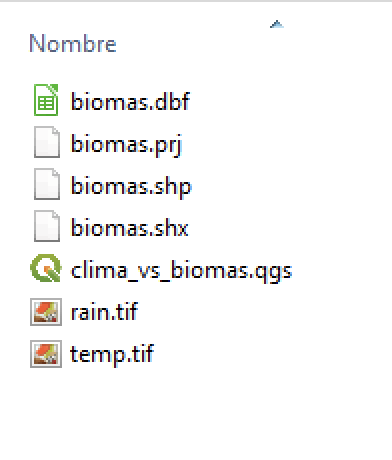 Nombre
biomas.dbf
biomas.prj
biomas.shp
biomas.shx
clima_vs_biomas.qgs
rain.tif
temp.tif